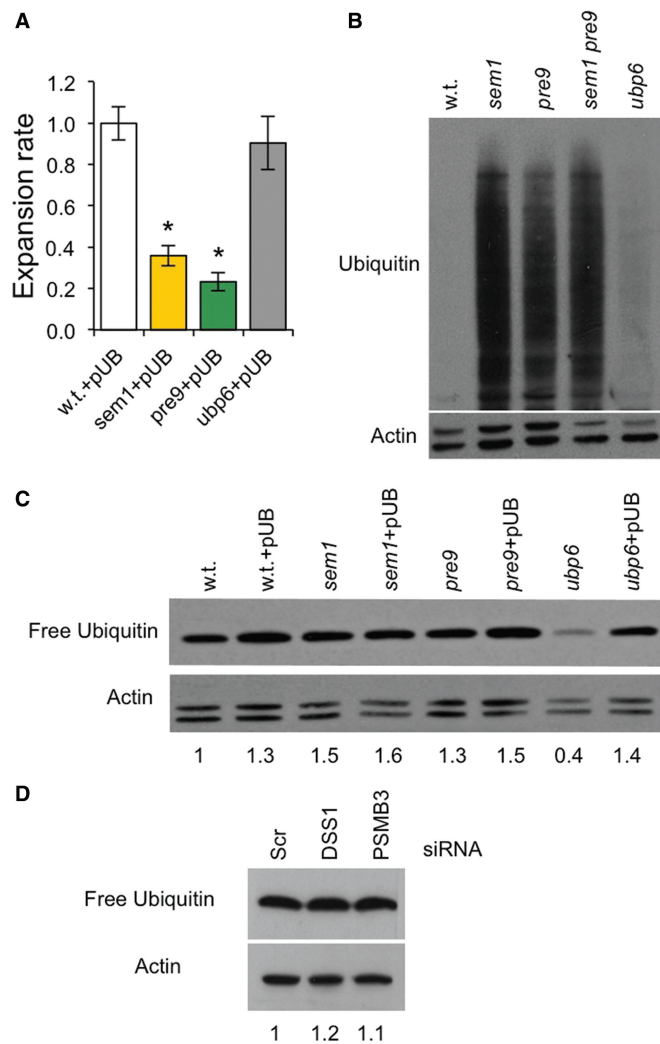 A
Expansion rate
1.2
1.0
0.8
0.6
0.4
0.2
0.0
*
*
w.t.+pUB
sem1+pUB
pre9+pUB
ubp6+pUB
B
w.t.
sem1
pre9
sem1 pre9
ubp6
Ubiquitin
Actin
C
w.t.
w.t.+pUB
sem1
sem1+pUB
pre9
pre9+pUB
ubp6
ubp6+pUB
Free Ubiquitin
Actin
1 1.3 1.5 1.6 1.3 1.5 0.4 1.4
D
Scr
DSS1
PSMB3
siRNA
Free Ubiquitin
Actin
1 1.2 1.1